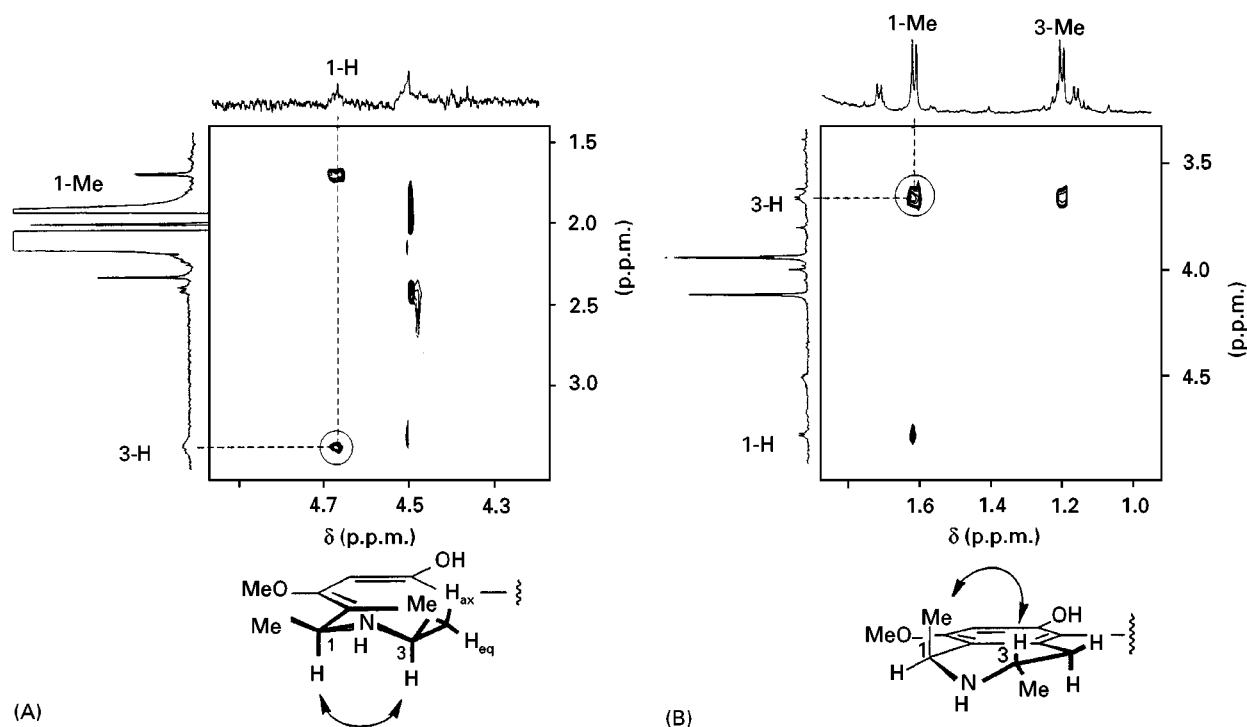 1-H
1-Me
3-H
1.5
2.0
2.5
3.0
(p.p.m.)
4.7
4.5
4.3
δ (p.p.m.)
OH
MeO
H_ax
Me
Me
N
H
1
3
H_eq
H
H
(A)
1-Me
3-Me
3-H
1-H
3.5
4.0
4.5
(p.p.m.)
1.6
1.4
1.2
1.0
δ (p.p.m.)
Me
OH
MeO
H
H
1
3
H
N
H
Me
H
(B)